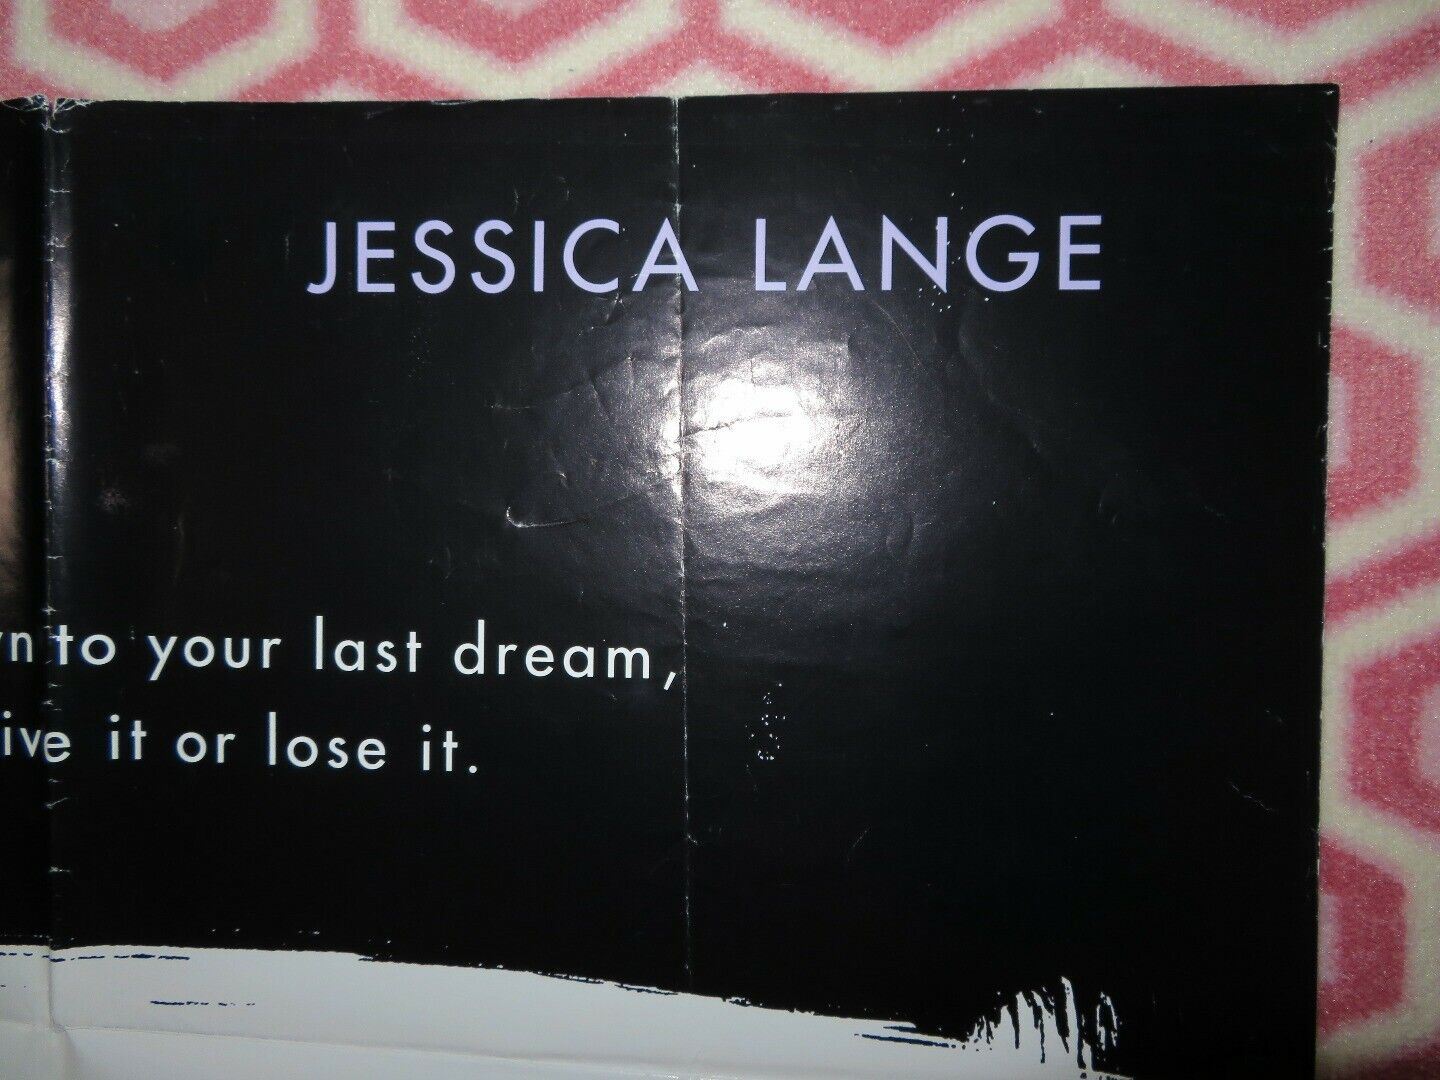 JESSICA LANGE
to your last dream,
it or lose it.